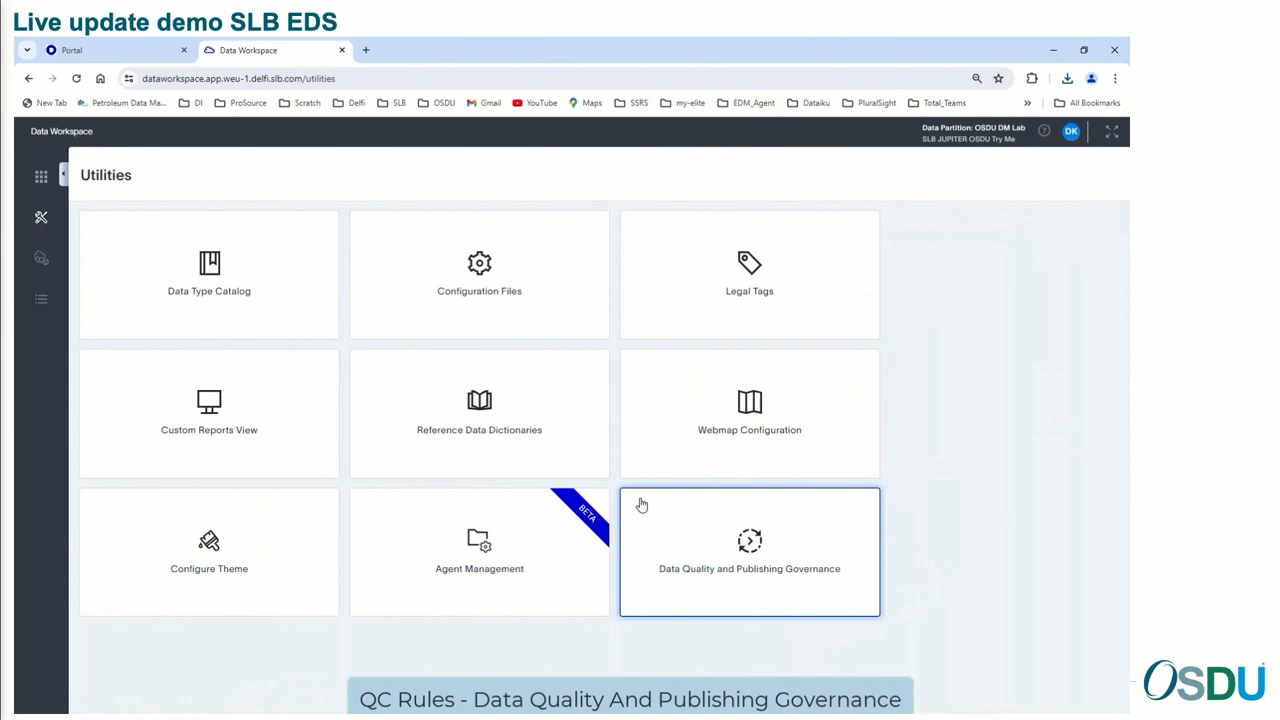 Live update demo SLB EDS
Portal
Data Workspace
dataworkspace.app.weu-1.delfi.slb.com/utilities
New Tab
Petroleum Data Ma...
DI
ProSource
Scratch
Delfi
SLB
OSDU
Gmail
YouTube
Maps
SSRS
my-elite
EDM_Agent
Dataiku
PluralSight
Total_Teams
All Bookmarks
Data Workspace
Data Partition: OSDU DM Lab
SLB JUPITER OSDU Try Me
DK
Utilities
Data Type Catalog
Configuration Files
Legal Tags
Custom Reports View
Reference Data Dictionaries
Webmap Configuration
BETA
Configure Theme
Agent Management
Data Quality and Publishing Governance
QC Rules - Data Quality And Publishing Governance
OSDU